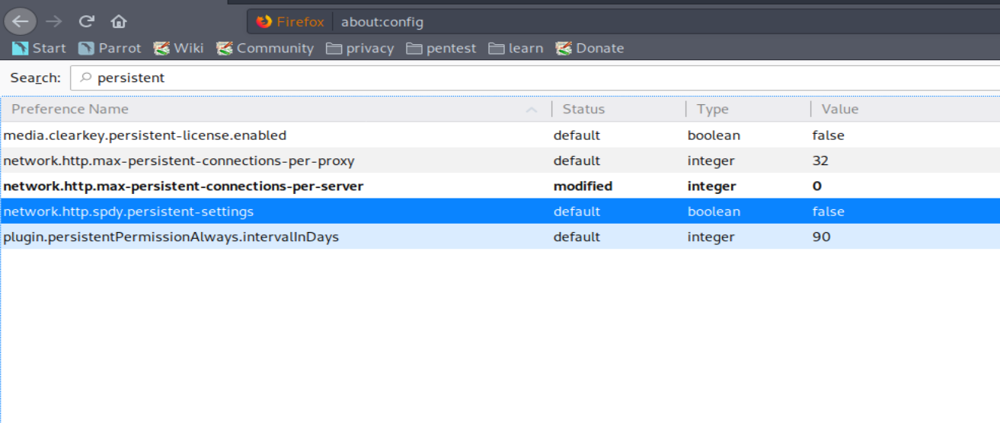 Firefox about:config
Start Parrot Wiki Community privacy pentest learn Donate
Search: persistent
Preference Name Status Type Value
media.clearkey.persistent-license.enabled default boolean false
network.http.max-persistent-connections-per-proxy default integer 32
network.http.max-persistent-connections-per-server modified integer 0
network.http.spdy.persistent-settings default boolean false
plugin.persistentPermissionAlways.intervalInDays default integer 90